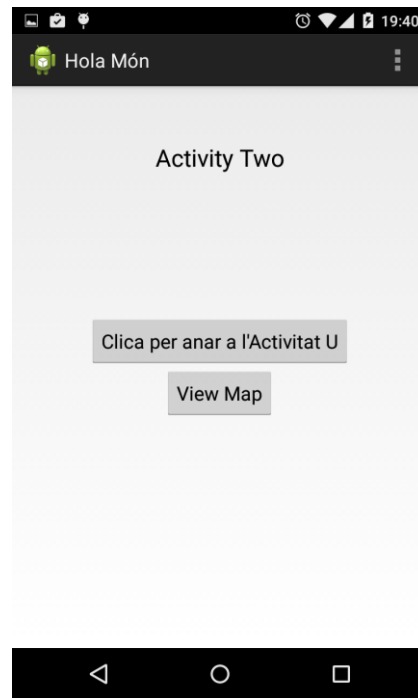 19:40
Hola Món
Activity Two
Clica per anar a l'Activitat U
View Map